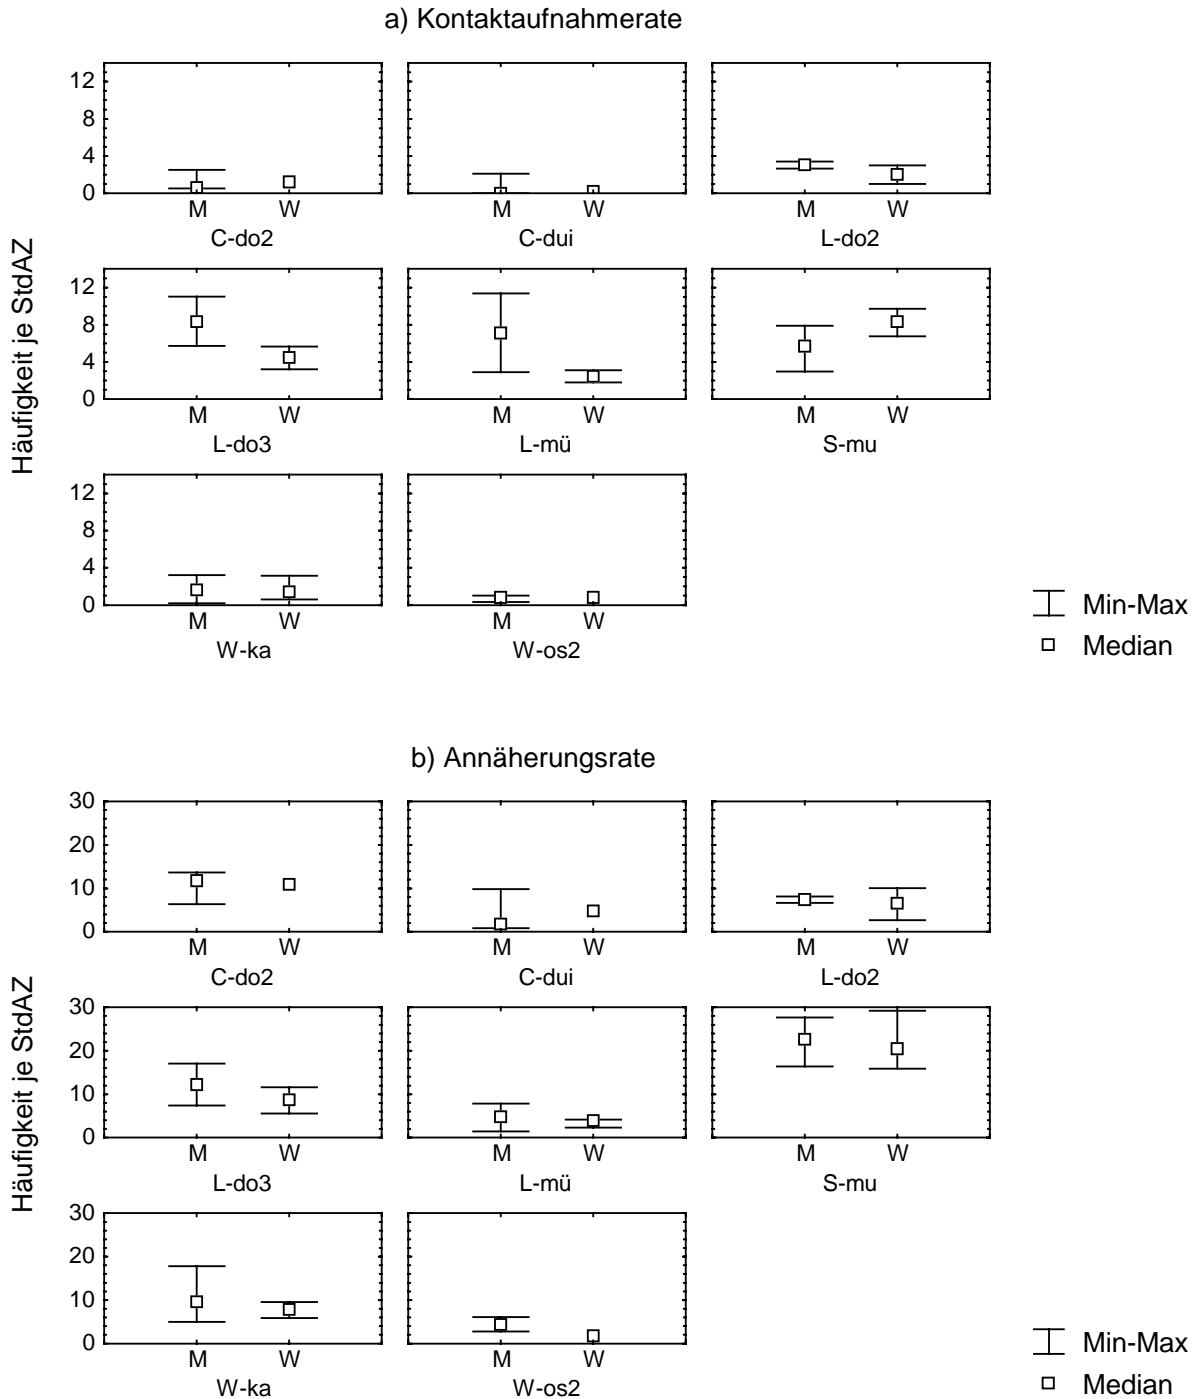 a) Kontaktaufnahmerate
Häufigkeit je StdAZ
12
8
4
0
M W
M W
M W
C-do2
C-dui
L-do2
12
8
4
0
M W
M W
M W
L-do3
L-mü
S-mu
12
8
4
0
M W
M W
W-ka
W-os2
Min-Max
Median
b) Annäherungsrate
Häufigkeit je StdAZ
30
20
10
0
M W
M W
M W
C-do2
C-dui
L-do2
30
20
10
0
M W
M W
M W
L-do3
L-mü
S-mu
30
20
10
0
M W
M W
W-ka
W-os2
Min-Max
Median